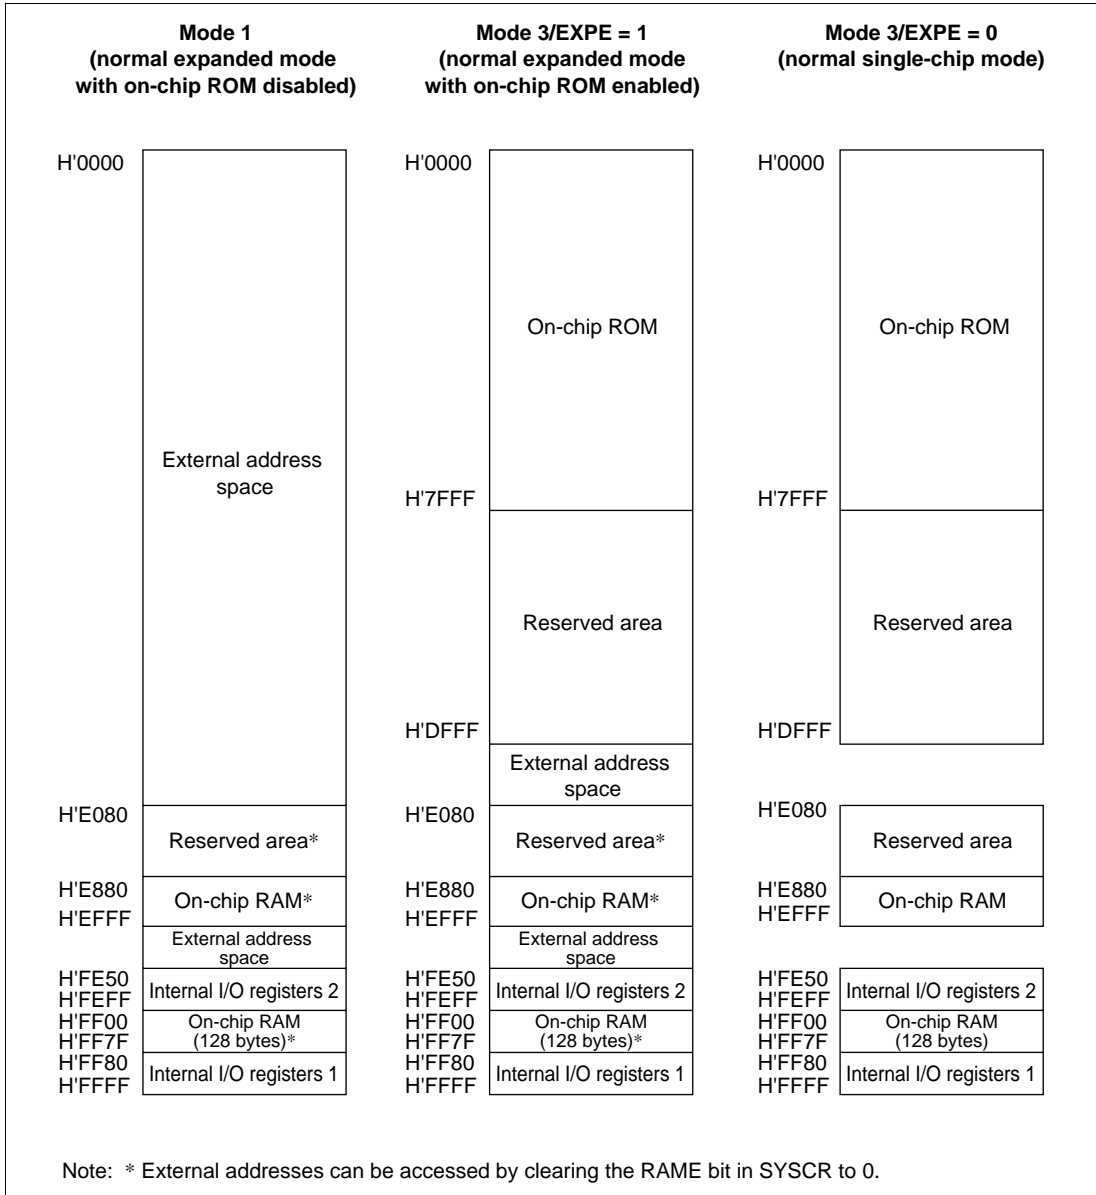 Mode 1
(normal expanded mode
with on-chip ROM disabled)
Mode 3/EXPE = 1
(normal expanded mode
with on-chip ROM enabled)
Mode 3/EXPE = 0
(normal single-chip mode)
H'0000
External address
space
H'E080
Reserved area*
H'E880
On-chip RAM*
H'EFFF
External address
space
H'FE50
Internal I/O registers 2
H'FEFF
H'FF00
On-chip RAM
(128 bytes)*
H'FF7F
H'FF80
Internal I/O registers 1
H'FFFF
H'0000
On-chip ROM
H'7FFF
Reserved area
H'DFFF
External address
space
H'E080
Reserved area*
H'E880
On-chip RAM*
H'EFFF
External address
space
H'FE50
Internal I/O registers 2
H'FEFF
H'FF00
On-chip RAM
(128 bytes)*
H'FF7F
H'FF80
Internal I/O registers 1
H'FFFF
H'0000
On-chip ROM
H'7FFF
Reserved area
H'DFFF
H'E080
Reserved area
H'E880
On-chip RAM
H'EFFF
H'FE50
Internal I/O registers 2
H'FEFF
H'FF00
On-chip RAM
(128 bytes)
H'FF7F
H'FF80
Internal I/O registers 1
H'FFFF
Note: * External addresses can be accessed by clearing the RAME bit in SYSCR to 0.